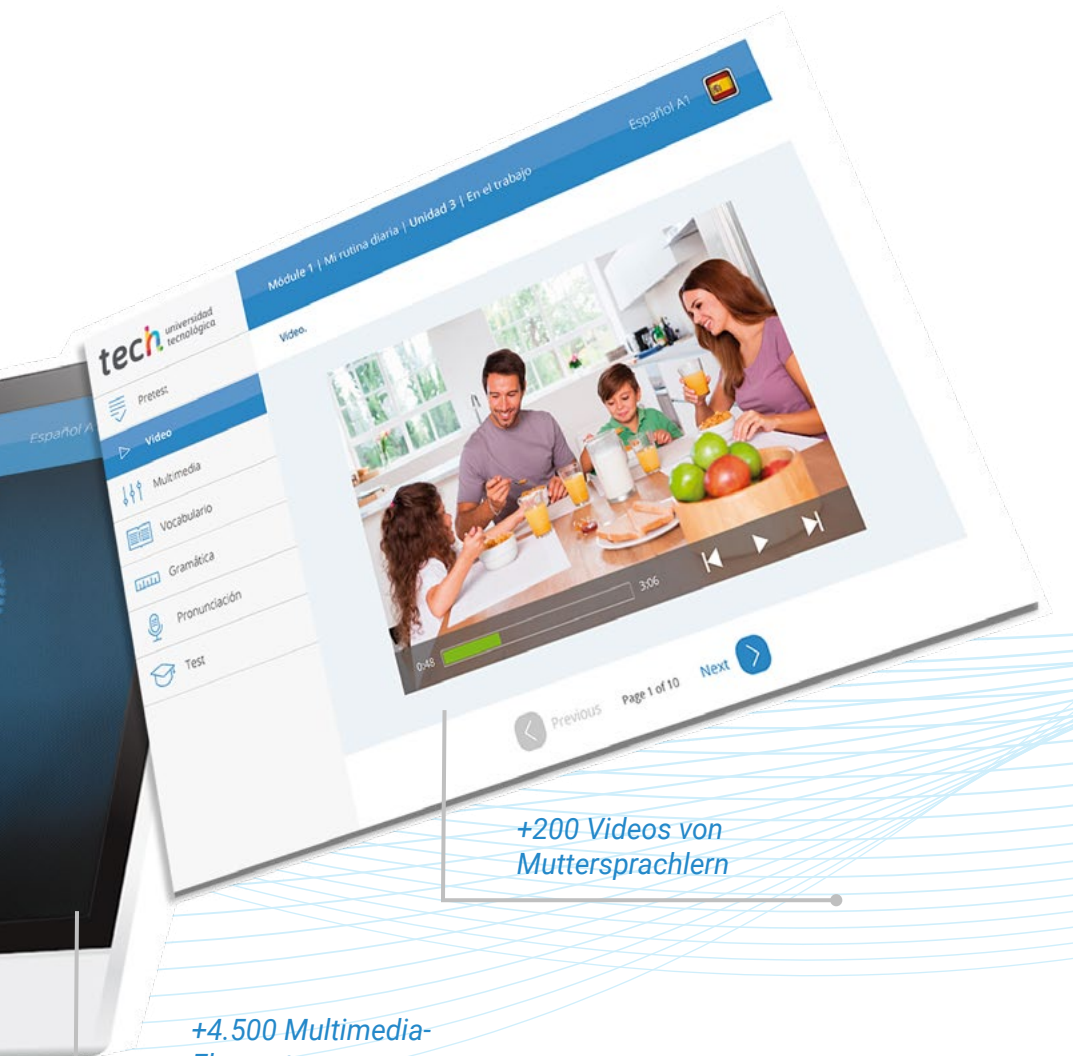 Español A1
Módule 1 | Mi rutina diaria | Unidad 3 | En el trabajo
tech universidad
tecnológica
Video.
Pretest
Video
Multimedia
Vocabulario
Gramática
Pronunciación
Test
0:48
3:06
Previous
Page 1 of 10
Next
Español A
+200 Videos von
Muttersprachlern
+4.500 Multimedia-